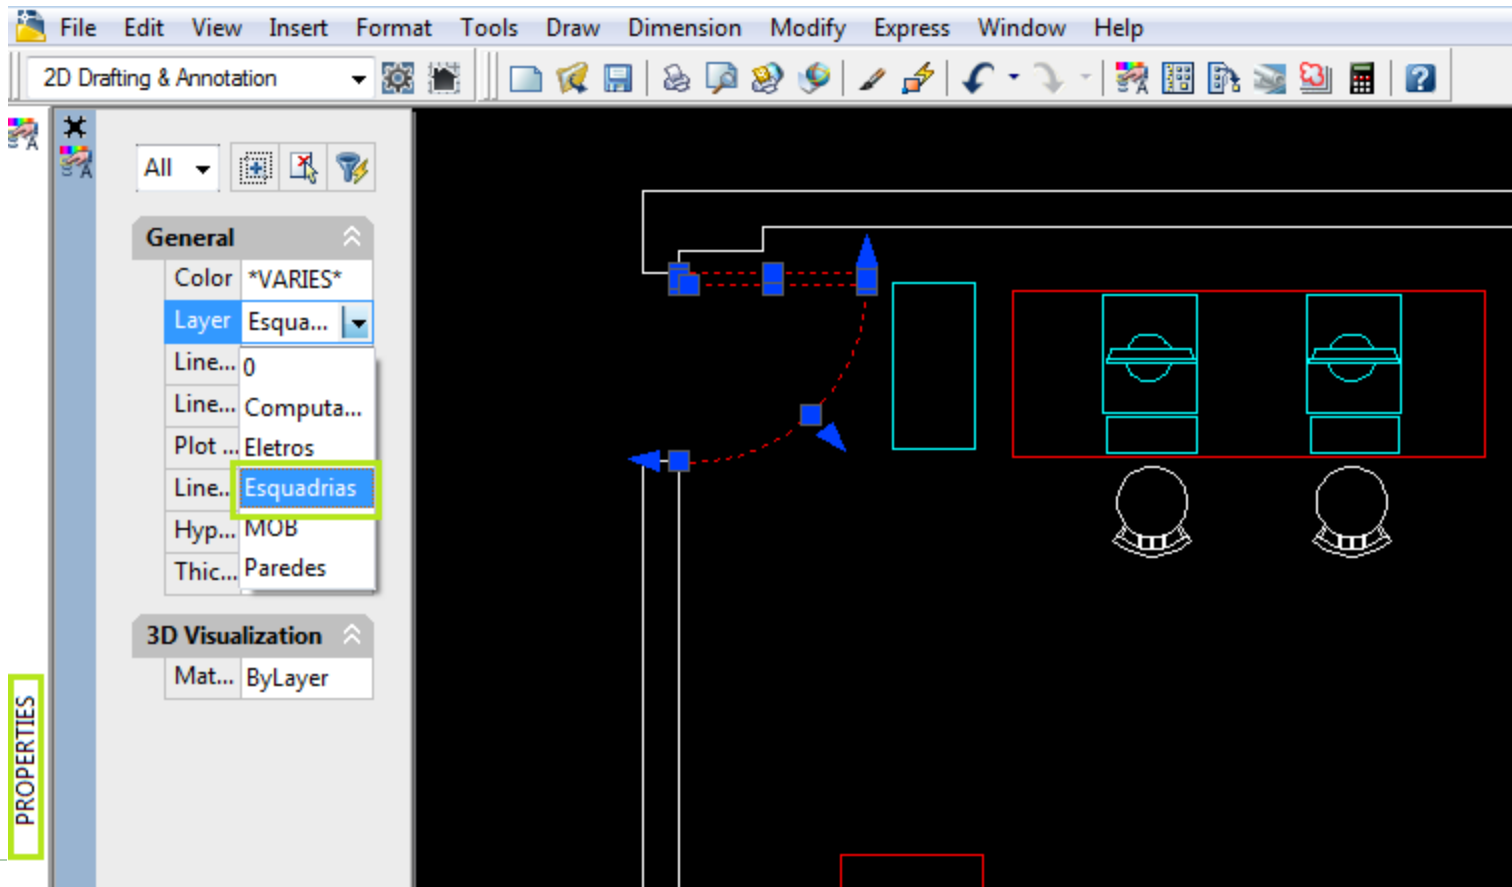 File Edit View Insert Format Tools Draw Dimension Modify Express Window Help
2D Drafting & Annotation
All
General
Color *VARIES*
Layer Esqua...
Line... 0
Line... Computa...
Plot ... Eletros
Line.. Esquadrias
Hyp... MOB
Thic... Paredes
3D Visualization
Mat... ByLayer
PROPERTIES